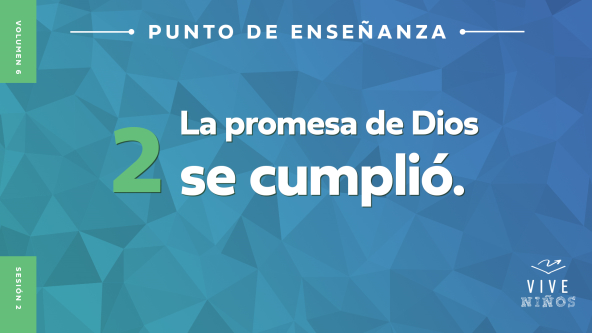 VOLUMEN 6
PUNTO DE ENSEÑANZA
2
La promesa de Dios
se cumplió.
SESIÓN 2
VIVE
NIÑOS